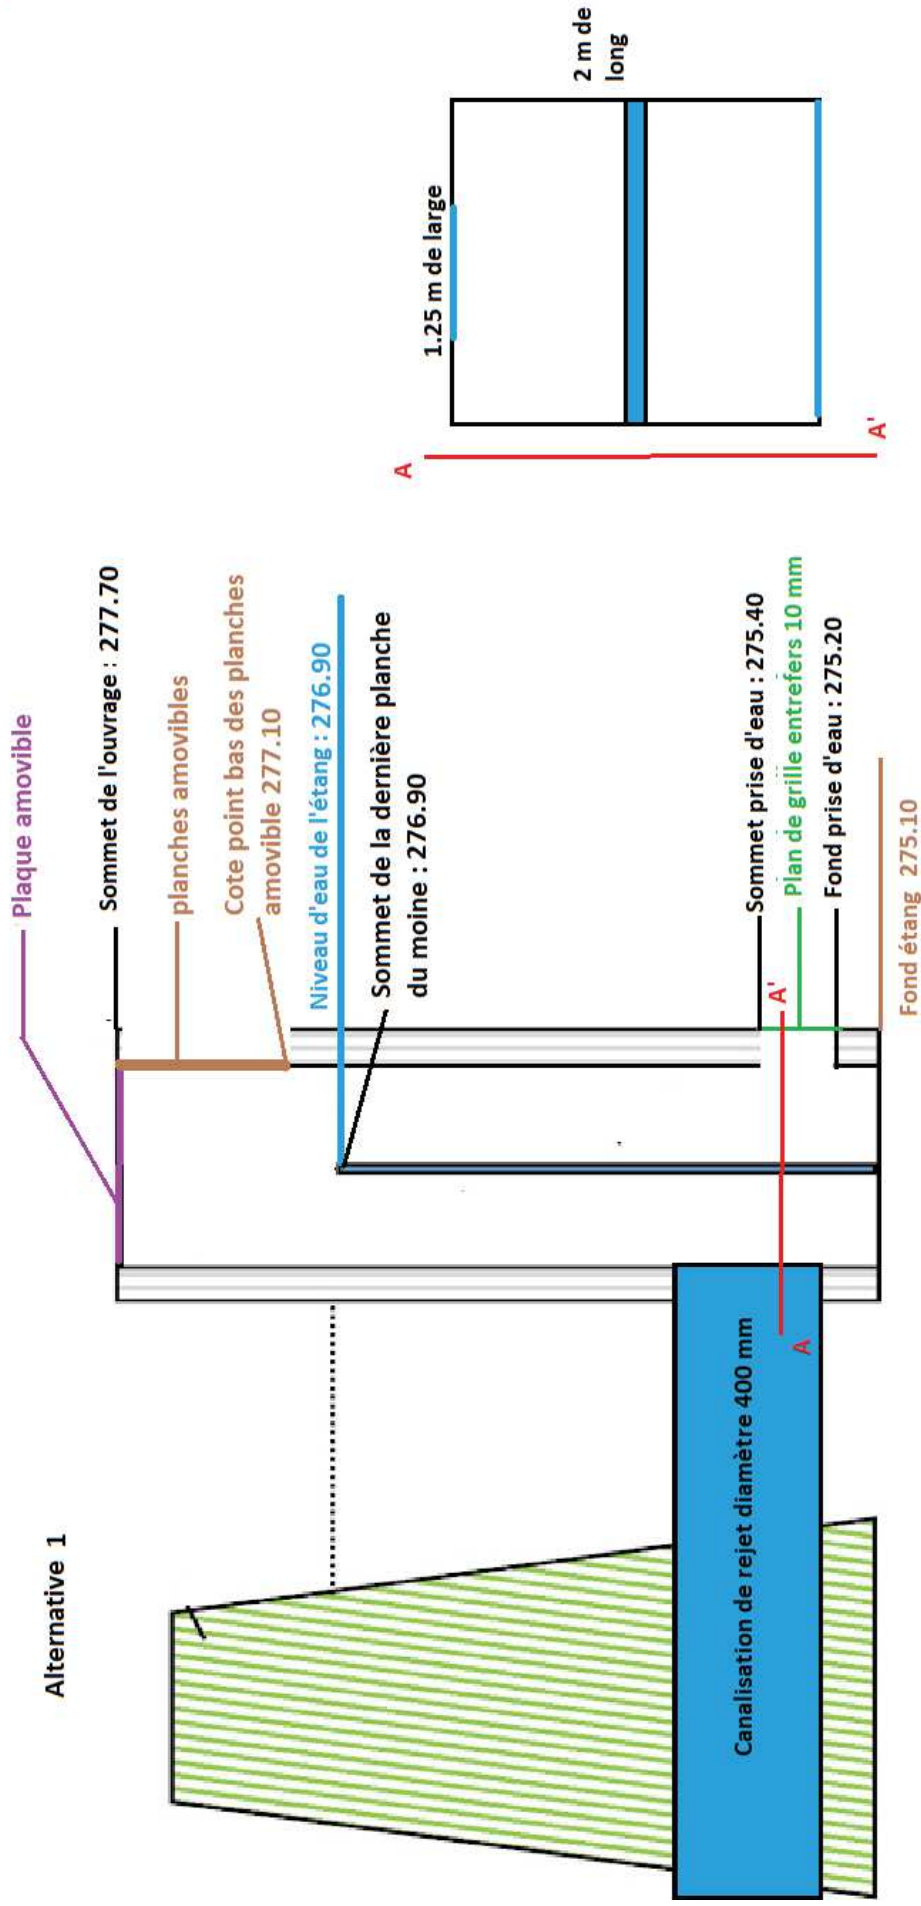 Alternative 1
Plaque amovible
Sommet de l'ouvrage : 277.70
planches amovibles
Cote point bas des planches
amovible 277.10
Niveau d'eau de l'étang : 276.90
Sommet de la dernière planche
du moine : 276.90
Sommet prise d'eau : 275.40
Plan de grille entrefers 10 mm
Fond prise d'eau : 275.20
Fond étang 275.10
Canalisation de rejet diamètre 400 mm
A
A'
1.25 m de large
2 m de
long
A
A'